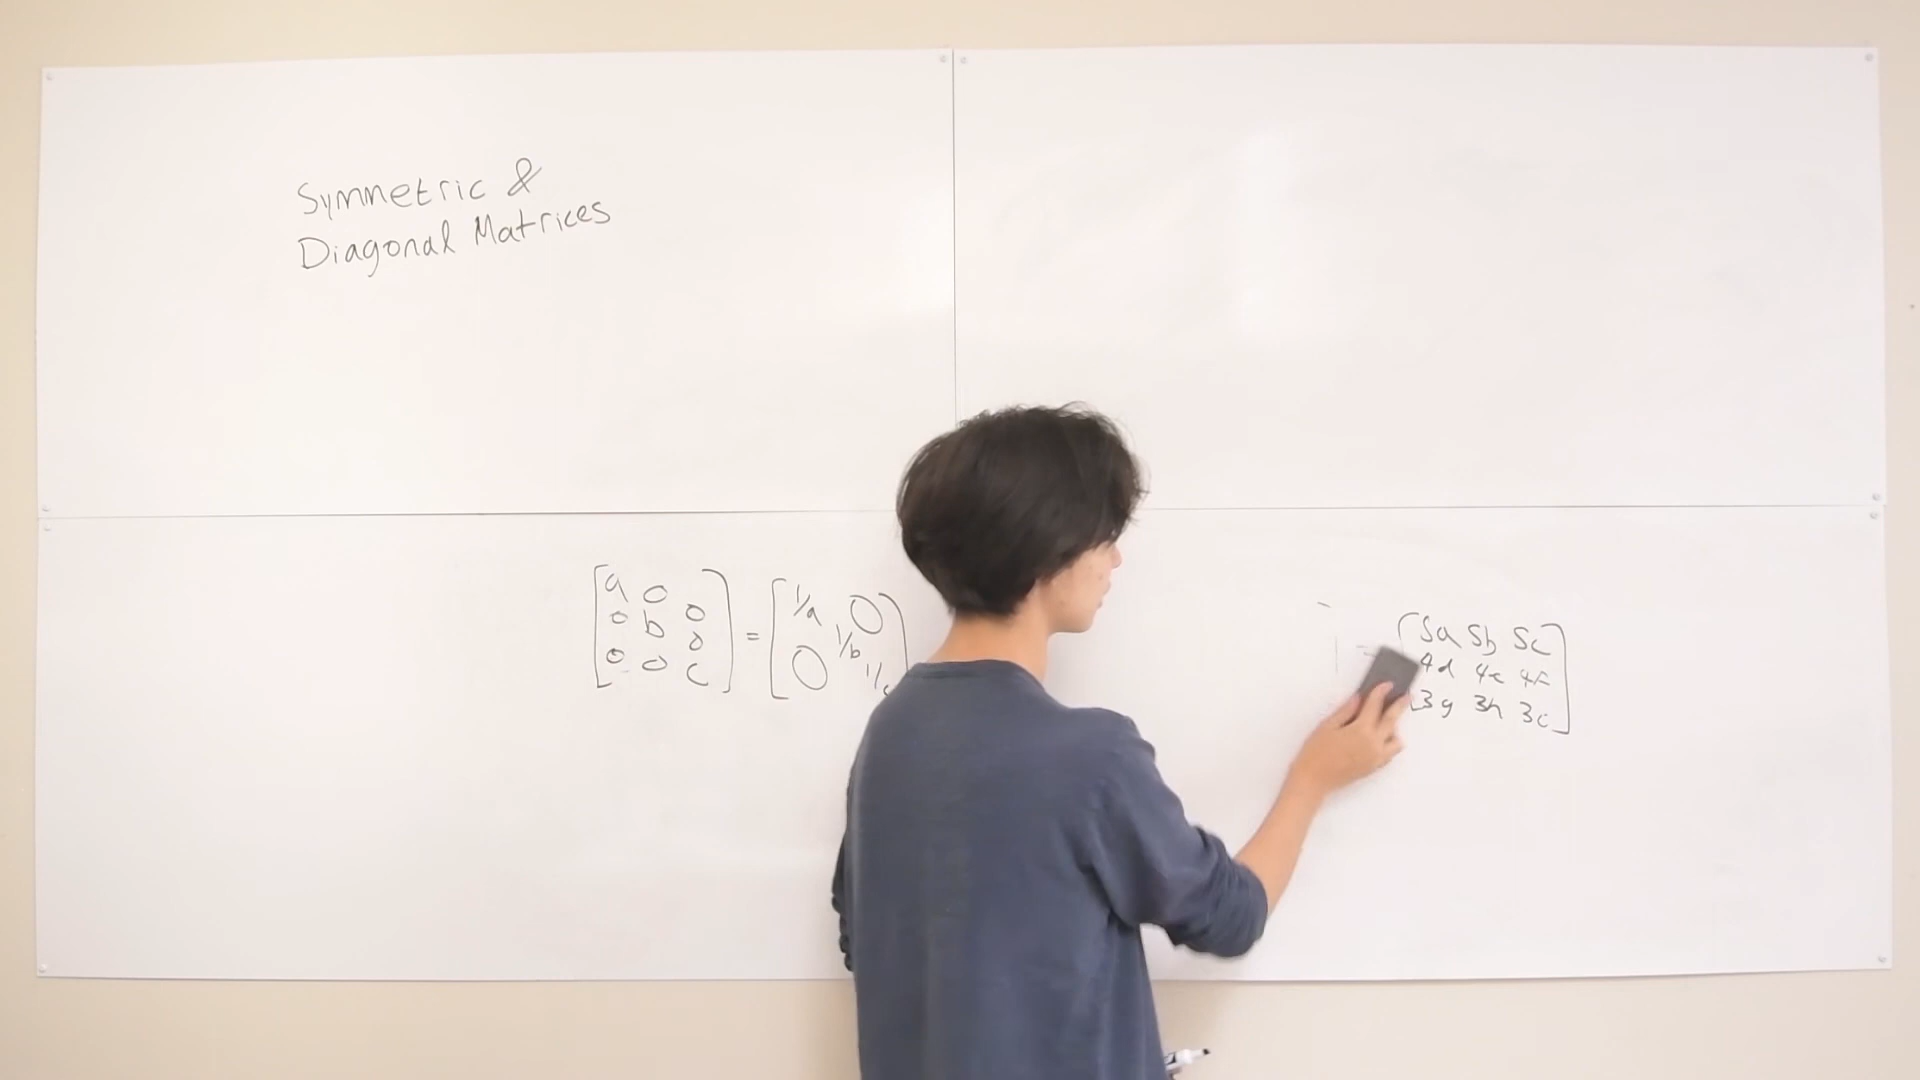 Symmetric &
Diagonal Matrices
[a 0 0
0 b 0
0 0 c] = [1/a 0
1/b
0 1/c
[5a 5b 5c
4d 4e 4f
3g 3h 3c]